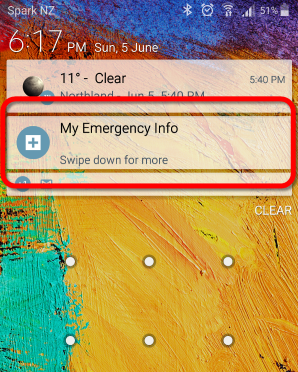 Spark NZ 51%
6:17 PM Sun, 5 June
11° - Clear 5:40 PM
Northland - Jun 5, 5:40 PM
My Emergency Info
Swipe down for more
CLEAR